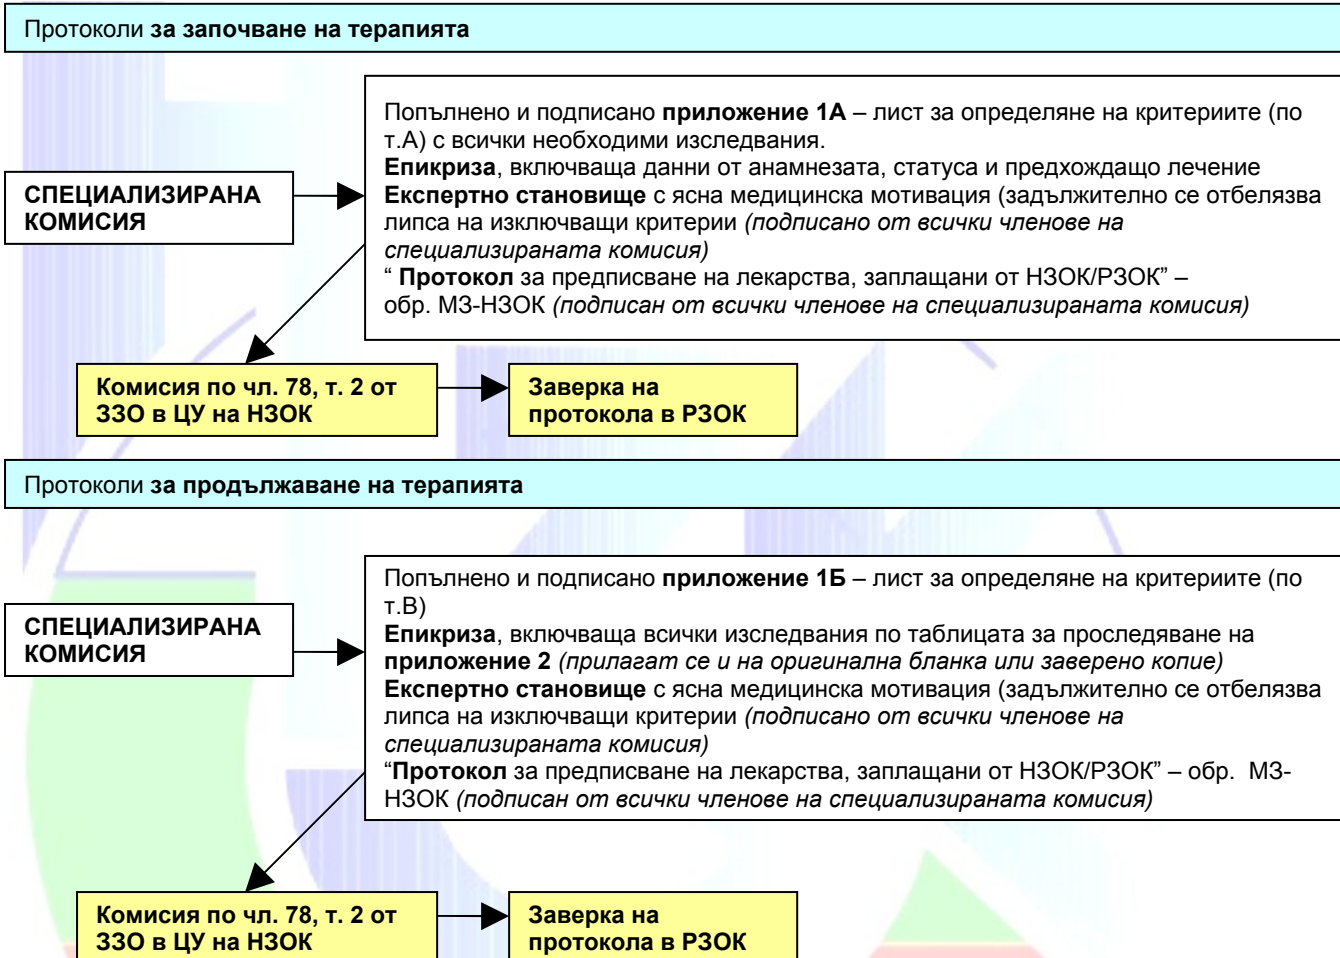 Протоколи за започване на терапията
Попълнено и подписано приложение 1А – лист за определяне на критериите (по
т.А) с всички необходими изследвания.
Епикриза, включваща данни от анамнезата, статуса и предхождащо лечение
Експертно становище с ясна медицинска мотивация (задължително се отбелязва
липса на изключващи критерии (подписано от всички членове на
специализираната комисия)
“ Протокол за предписване на лекарства, заплащани от НЗОК/РЗОК” –
обр. МЗ-НЗОК (подписан от всички членове на специализираната комисия)
СПЕЦИАЛИЗИРАНА
КОМИСИЯ
Комисия по чл. 78, т. 2 от
ЗЗО в ЦУ на НЗОК
Заверка на
протокола в РЗОК
Протоколи за продължаване на терапията
Попълнено и подписано приложение 1Б – лист за определяне на критериите (по
т.В)
Епикриза, включваща всички изследвания по таблицата за проследяване на
приложение 2 (прилагат се и на оригинална бланка или заверено копие)
Експертно становище с ясна медицинска мотивация (задължително се отбелязва
липса на изключващи критерии (подписано от всички членове на
специализираната комисия)
“Протокол за предписване на лекарства, заплащани от НЗОК/РЗОК” – обр. МЗ-
НЗОК (подписан от всички членове на специализираната комисия)
СПЕЦИАЛИЗИРАНА
КОМИСИЯ
Комисия по чл. 78, т. 2 от
ЗЗО в ЦУ на НЗОК
Заверка на
протокола в РЗОК